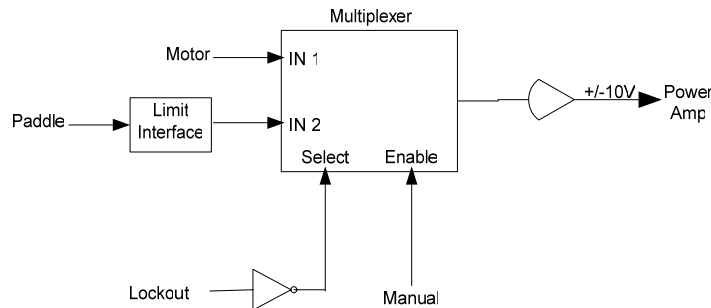 Multiplexer
Motor
IN 1
Paddle
Limit
Interface
IN 2
Select
Enable
+/-10V
Power
Amp
Lockout
Manual